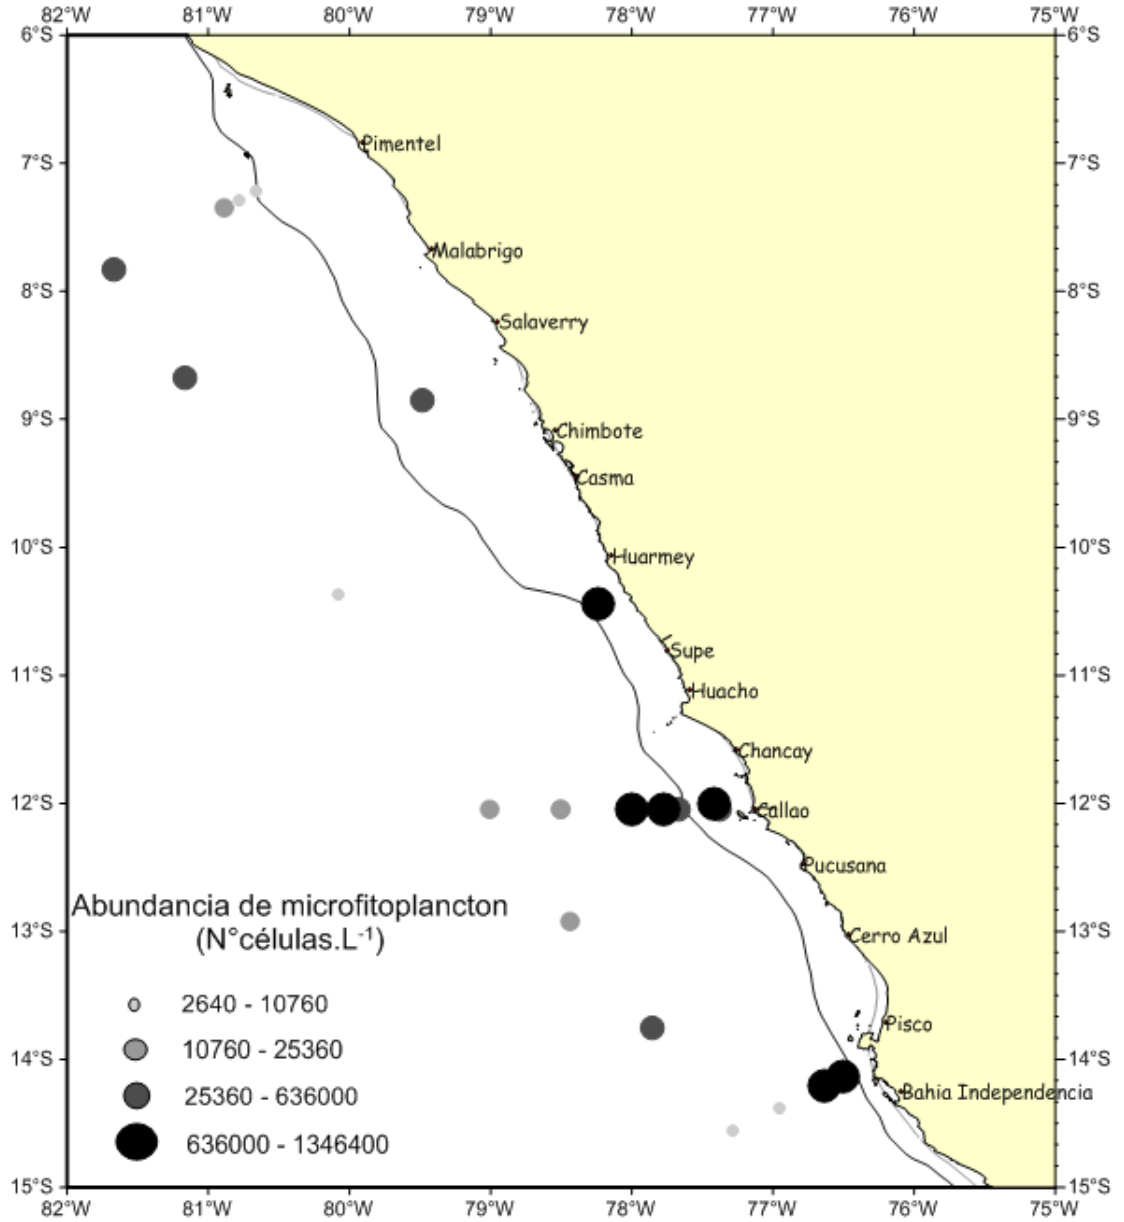 82°W 81°W 80°W 79°W 78°W 77°W 76°W 75°W
6°S 6°S
Pimentel
7°S 7°S
Malabrigo
8°S 8°S
Salaverry
9°S 9°S
Chimbote
Casma
10°S 10°S
Huarmey
Supe
11°S 11°S
Huacho
Chancay
12°S 12°S
Callao
Pucusana
Abundancia de microfitoplancton
(N°células.L-¹)
13°S 13°S
Cerro Azul
2640 - 10760
Pisco
10760 - 25360
14°S 14°S
Bahia Independencia
25360 - 636000
636000 - 1346400
15°S 15°S
82°W 81°W 80°W 79°W 78°W 77°W 76°W 75°W